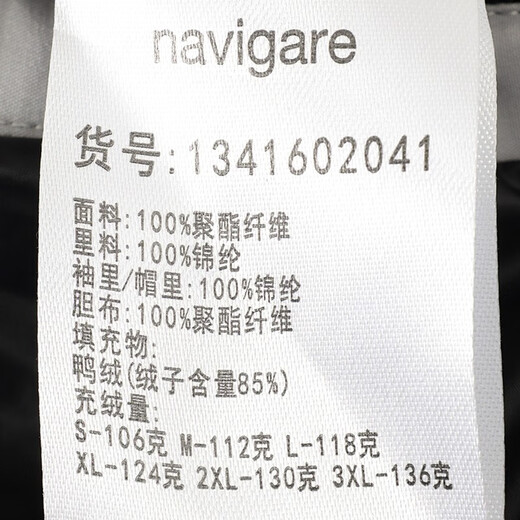 navigare
货号:1341602041
面料:100%聚酯纤维
里料:100%锦纶
袖里/帽里:100%锦纶
胆布:100%聚酯纤维
填充物:
鸭绒(绒子含量85%)
充绒量:
S-106克 M-112克 L-118克
XL-124克 2XL-130克 3XL-136克